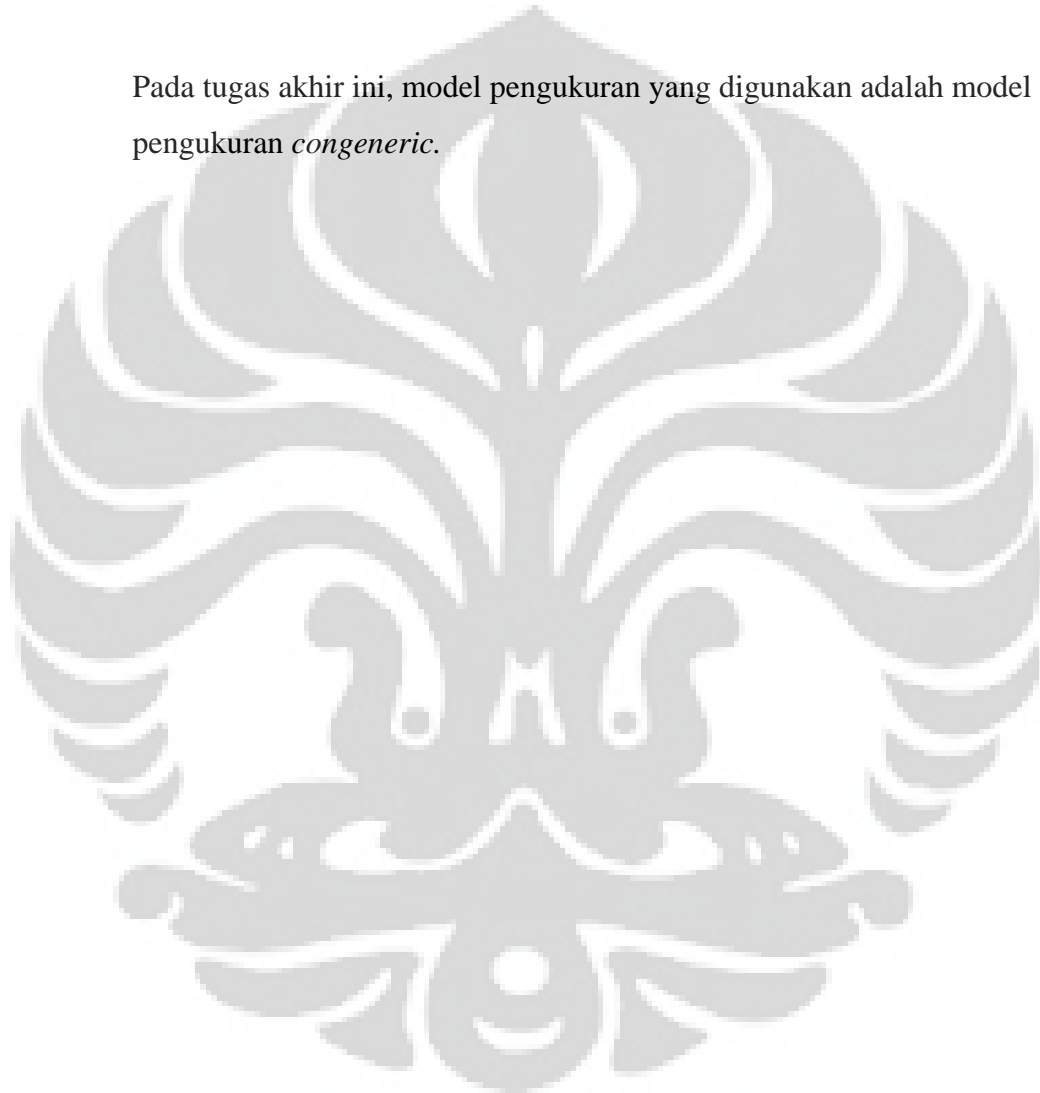 Pada tugas akhir ini, model pengukuran yang digunakan adalah model
pengukuran congeneric.